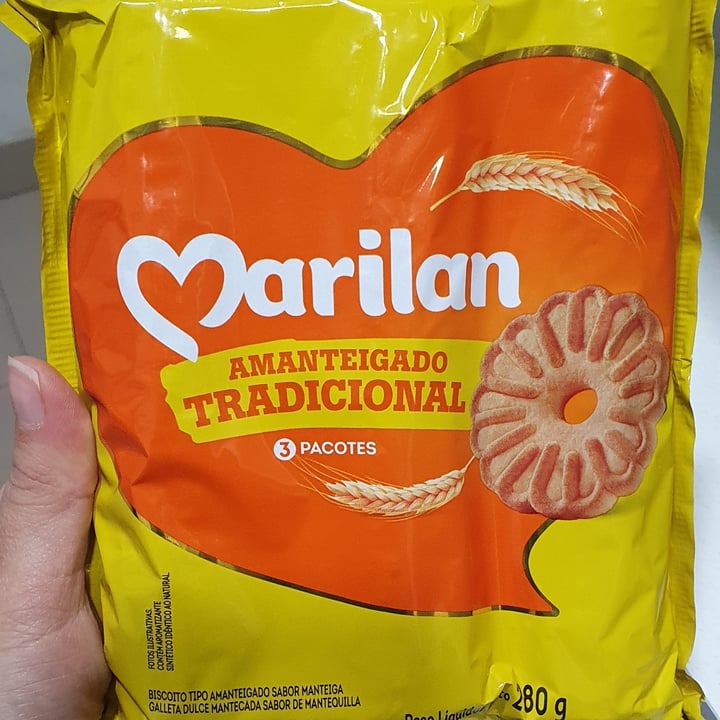 Marilan
AMANTEIGADO
TRADICIONAL
3 PACOTES
FOTOS ILUSTRATIVAS.
CONTÉM AROMATIZANTE
SINTÉTICO IDÊNTICO AO NATURAL.
BISCOITO TIPO AMANTEIGADO SABOR MANTEIGA
GALLETA DULCE MANTECADA SABOR DE MANTEQUILLA
280 g